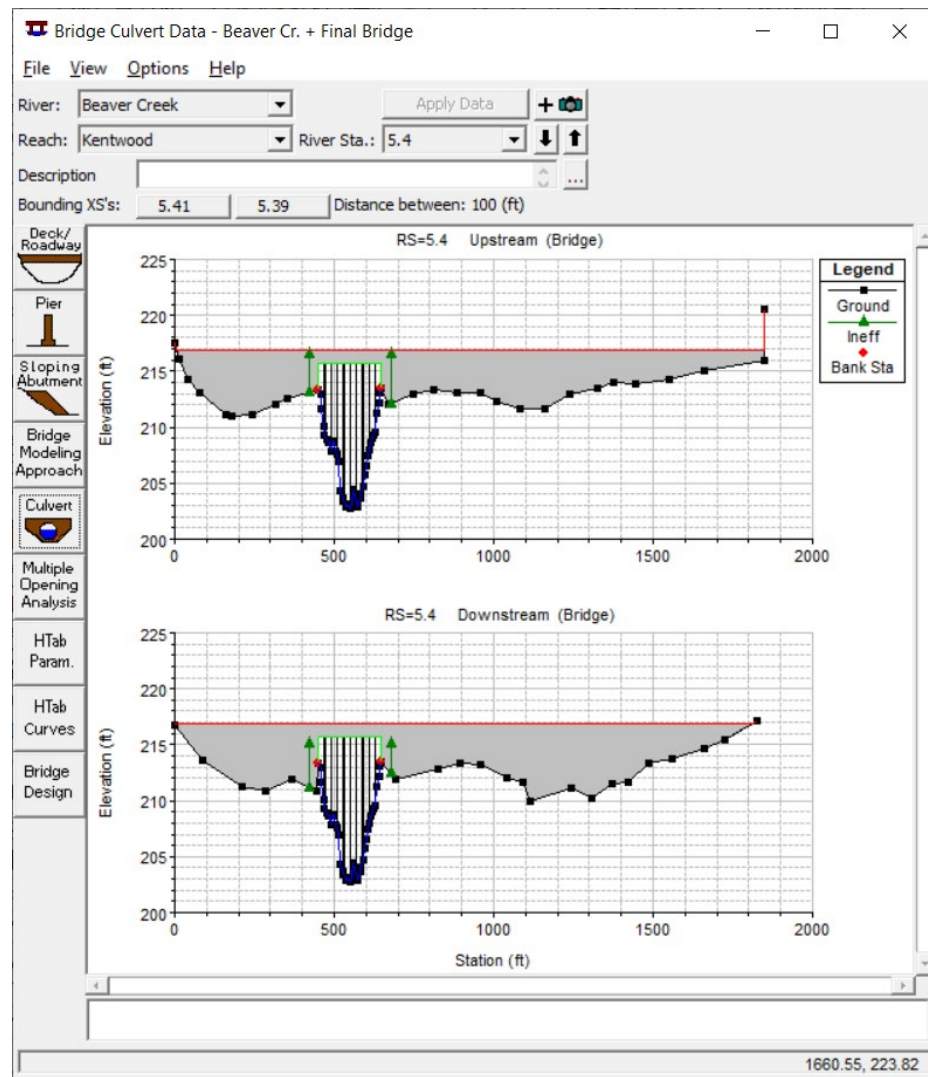 Bridge Culvert Data - Beaver Cr. + Final Bridge
File View Options Help
River: Beaver Creek Apply Data +
Reach: Kentwood River Sta.: 5.4
Description ...
Bounding XS's: 5.41 5.39 Distance between: 100 (ft)
Deck/
Roadway
Pier
Sloping
Abutment
Bridge
Modeling
Approach
Culvert
Multiple
Opening
Analysis
HTab
Param.
HTab
Curves
Bridge
Design
RS=5.4 Upstream (Bridge)
225
220
215
210
205
200
Elevation (ft)
0 500 1000 1500 2000
Legend
Ground
Ineff
Bank Sta
RS=5.4 Downstream (Bridge)
225
220
215
210
205
200
Elevation (ft)
0 500 1000 1500 2000
Station (ft)
1660.55, 223.82